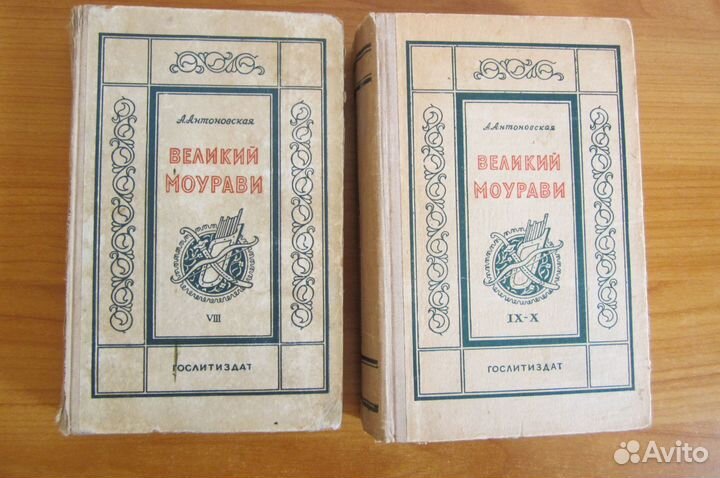 А. Антоновская
ВЕЛИКИЙ
МОУРАВИ
VIII
ГОСЛИТИЗДАТ
А. Антоновская
ВЕЛИКИЙ
МОУРАВИ
IX-X
ГОСЛИТИЗДАТ
Avito